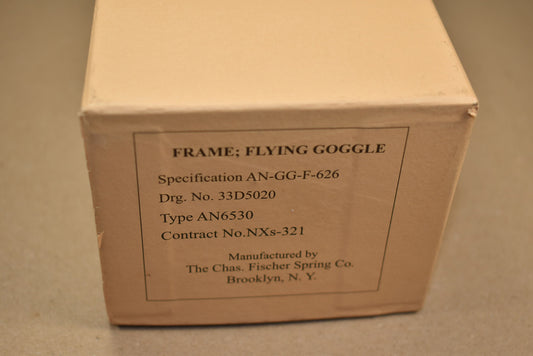 FRAME; FLYING GOGGLE
Specification AN-GG-F-626
Drg. No. 33D5020
Type AN6530
Contract No.NXs-321
Manufactured by
The Chas. Fischer Spring Co.
Brooklyn, N. Y.